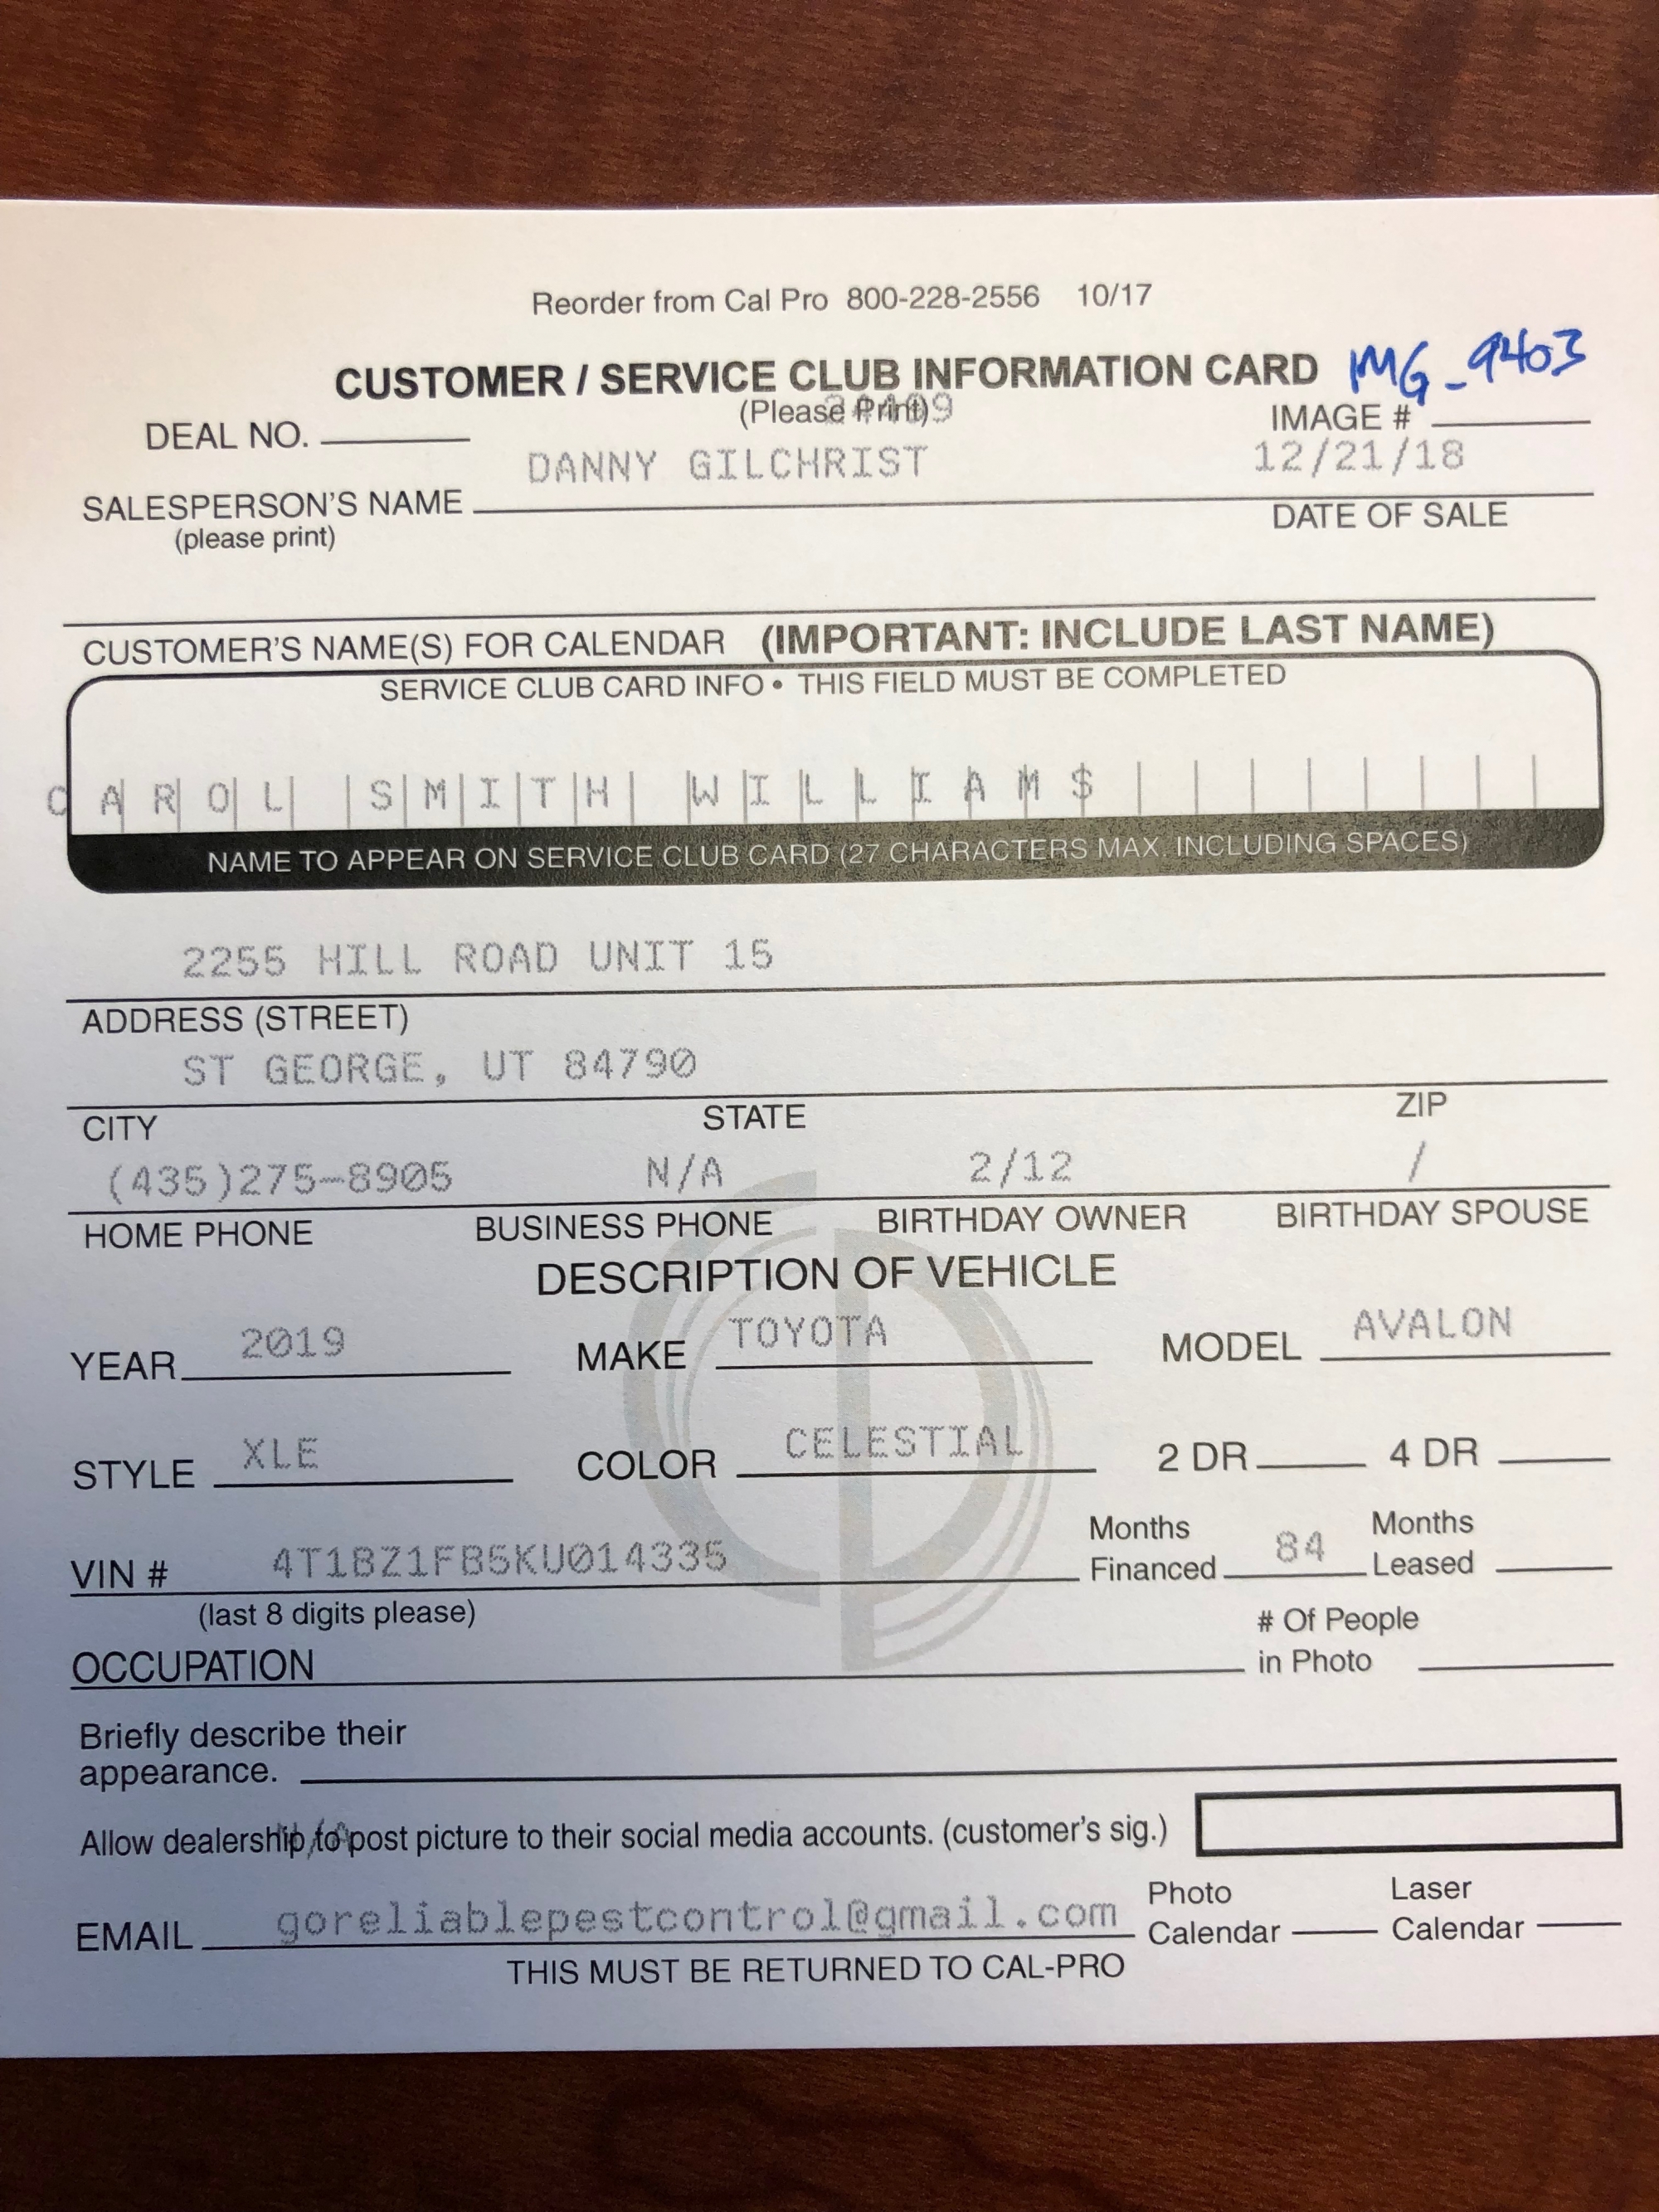 Reorder from Cal Pro 800-228-2556 10/17
CUSTOMER / SERVICE CLUB INFORMATION CARD IMG_9403
(Please Print)
DEAL NO. IMAGE #
DANNY GILCHRIST 12/21/18
SALESPERSON'S NAME DATE OF SALE
(please print)
CUSTOMER'S NAME(S) FOR CALENDAR (IMPORTANT: INCLUDE LAST NAME)
SERVICE CLUB CARD INFO • THIS FIELD MUST BE COMPLETED
CAROL SMITH WILLIAMS
NAME TO APPEAR ON SERVICE CLUB CARD (27 CHARACTERS MAX. INCLUDING SPACES)
2255 HILL ROAD UNIT 15
ADDRESS (STREET)
ST GEORGE, UT 84790
CITY STATE ZIP
(435)275-8905 N/A 2/12 /
HOME PHONE BUSINESS PHONE BIRTHDAY OWNER BIRTHDAY SPOUSE
DESCRIPTION OF VEHICLE
YEAR 2019 MAKE TOYOTA MODEL AVALON
STYLE XLE COLOR CELESTIAL 2 DR 4 DR
VIN # 4T1BZ1FB5KU014335 Months Financed 84 Months Leased
(last 8 digits please)
OCCUPATION # Of People in Photo
Briefly describe their
appearance.
N/A
Allow dealership to post picture to their social media accounts. (customer's sig.)
EMAIL goreliablepestcontrol@gmail.com Photo Calendar Laser Calendar
THIS MUST BE RETURNED TO CAL-PRO